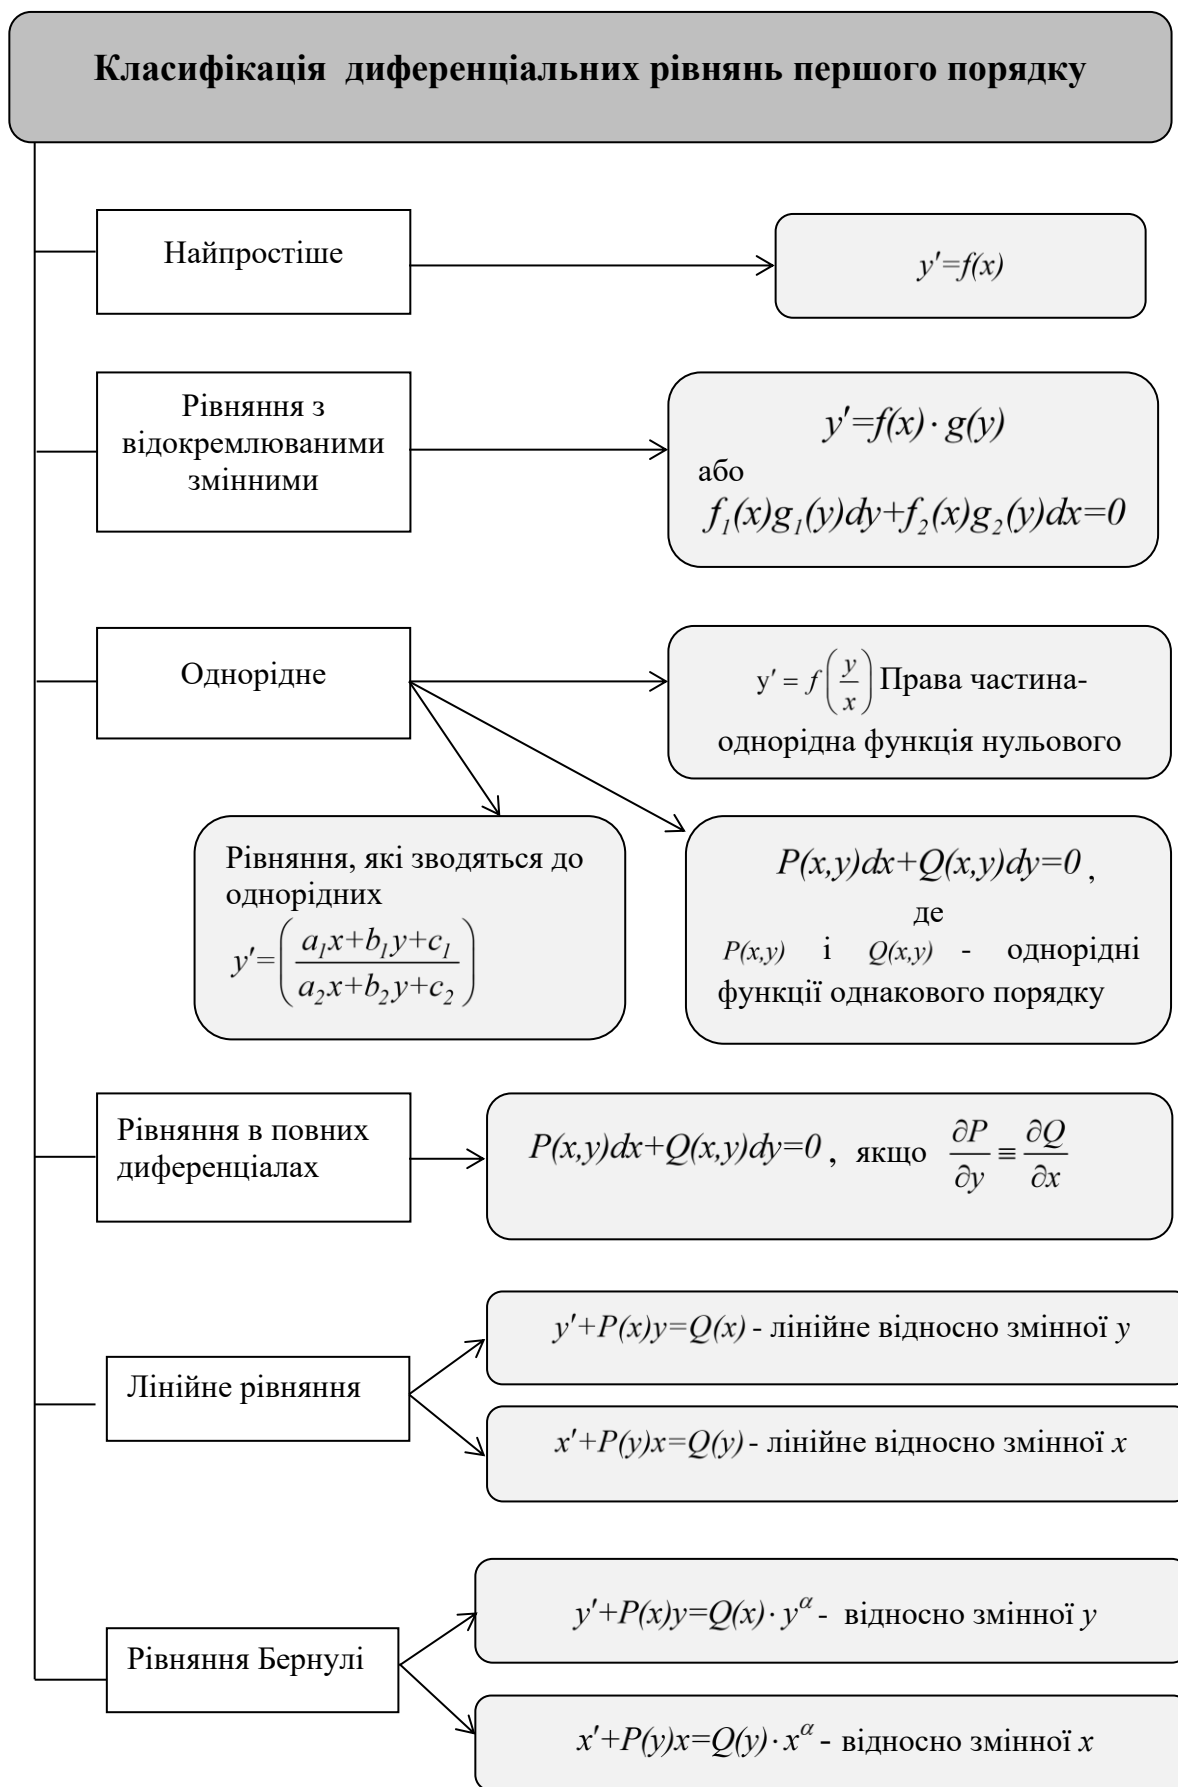 Класифікація диференціальних рівнянь першого порядку
Найпростіше
y'=f(x)
Рівняння з
відокремлюваними
змінними
y'=f(x)·g(y)
або
f₁(x)g₁(y)dy+f₂(x)g₂(y)dx=0
Однорідне
y' = f(y/x) Права частина-
однорідна функція нульового
Рівняння, які зводяться до
однорідних
y'=((a₁x+b₁y+c₁)/(a₂x+b₂y+c₂))
P(x,y)dx+Q(x,y)dy=0 ,
де
P(x,y) і Q(x,y) - однорідні
функції однакового порядку
Рівняння в повних
диференціалах
P(x,y)dx+Q(x,y)dy=0 , якщо ∂P/∂y ≡ ∂Q/∂x
Лінійне рівняння
y'+P(x)y=Q(x) - лінійне відносно змінної y
x'+P(y)x=Q(y) - лінійне відносно змінної x
Рівняння Бернулі
y'+P(x)y=Q(x)·y^α - відносно змінної y
x'+P(y)x=Q(y)·x^α - відносно змінної x